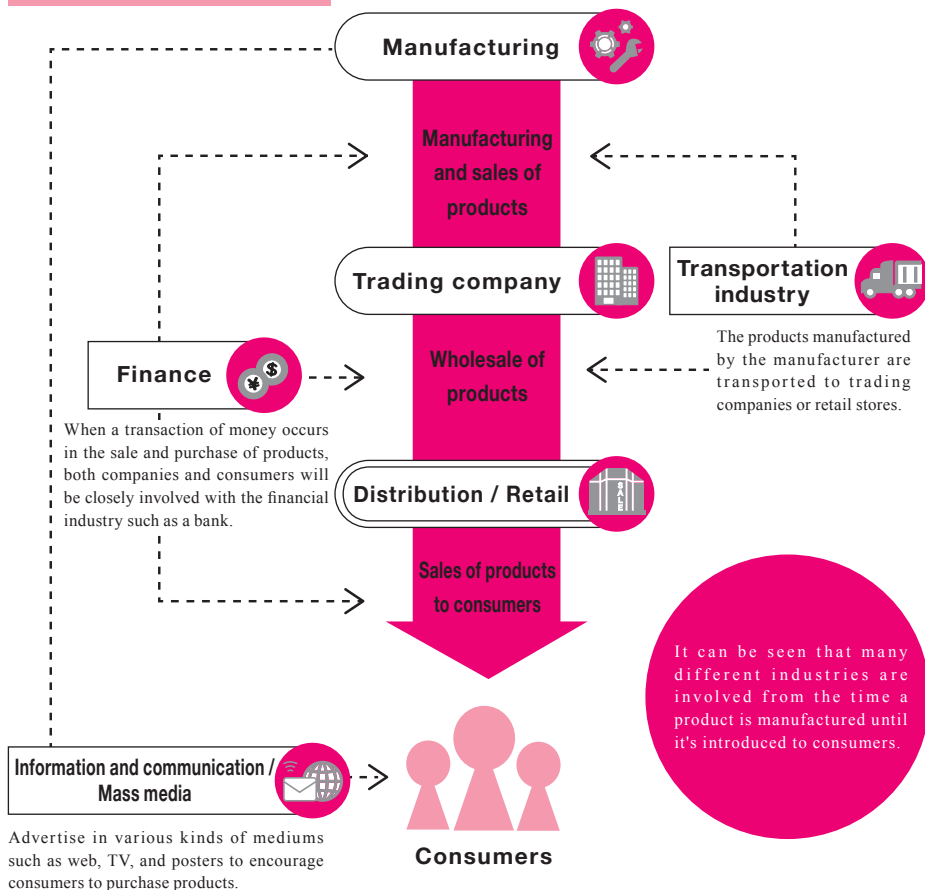 Manufacturing
Manufacturing
and sales of
products
Trading company
Transportation
industry
The products manufactured
by the manufacturer are
transported to trading
companies or retail stores.
Wholesale of
products
Finance
¥
$
When a transaction of money occurs
in the sale and purchase of products,
both companies and consumers will
be closely involved with the financial
industry such as a bank.
Distribution / Retail
SALE
Sales of products
to consumers
It can be seen that many
different industries are
involved from the time a
product is manufactured until
it's introduced to consumers.
Information and communication /
Mass media
Advertise in various kinds of mediums
such as web, TV, and posters to encourage
consumers to purchase products.
Consumers